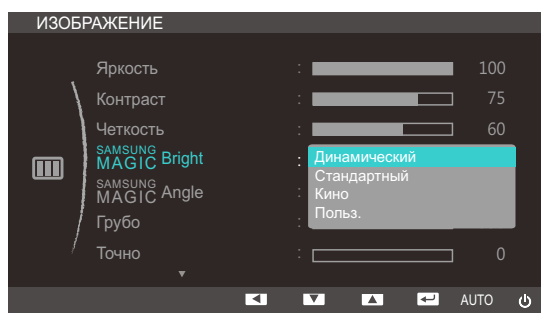 ИЗОБРАЖЕНИЕ
Яркость : 100
Контраст : 75
Четкость : 60
SAMSUNG MAGIC Bright : Динамический
Стандартный
Кино
Польз.
SAMSUNG MAGIC Angle :
Грубо :
Точно : 0
AUTO